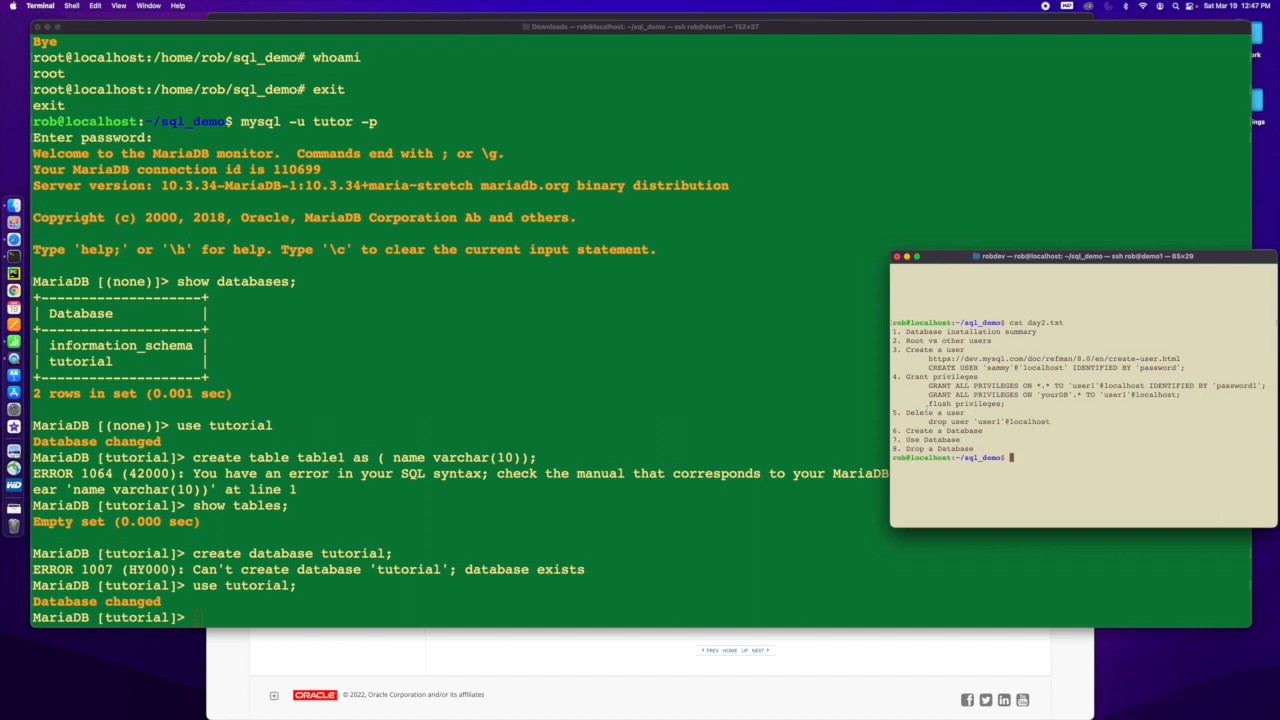 Terminal Shell Edit View Window Help
Sat Mar 19 12:47 PM
Downloads — rob@localhost: ~/sql_demo — ssh rob@demo1 — 152×37
Bye
root@localhost:/home/rob/sql_demo# whoami
root
root@localhost:/home/rob/sql_demo# exit
exit
rob@localhost:~/sql_demo$ mysql -u tutor -p
Enter password:
Welcome to the MariaDB monitor.  Commands end with ; or \g.
Your MariaDB connection id is 110699
Server version: 10.3.34-MariaDB-1:10.3.34+maria~stretch mariadb.org binary distribution
Copyright (c) 2000, 2018, Oracle, MariaDB Corporation Ab and others.
Type 'help;' or '\h' for help. Type '\c' to clear the current input statement.
MariaDB [(none)]> show databases;
+--------------------+
| Database           |
+--------------------+
| information_schema |
| tutorial           |
+--------------------+
2 rows in set (0.001 sec)
MariaDB [(none)]> use tutorial
Database changed
MariaDB [tutorial]> create table table1 as ( name varchar(10));
ERROR 1064 (42000): You have an error in your SQL syntax; check the manual that corresponds to your MariaDB
ear 'name varchar(10))' at line 1
MariaDB [tutorial]> show tables;
Empty set (0.000 sec)
MariaDB [tutorial]> create database tutorial;
ERROR 1007 (HY000): Can't create database 'tutorial'; database exists
MariaDB [tutorial]> use tutorial;
Database changed
MariaDB [tutorial]>
robdev — rob@localhost: ~/sql_demo — ssh rob@demo1 — 85×29
rob@localhost:~/sql_demo$ cat day2.txt
1. Database installation summary
2. Root vs other users
3. Create a user
https://dev.mysql.com/doc/refman/8.0/en/create-user.html
CREATE USER 'sammy'@'localhost' IDENTIFIED BY 'password';
4. Grant privileges
GRANT ALL PRIVILEGES ON *.* TO 'user1'@localhost IDENTIFIED BY 'password1';
GRANT ALL PRIVILEGES ON 'yourDB'.* TO 'user1'@localhost;
flush privileges;
5. Delete a user
drop user 'user1'@localhost
6. Create a Database
7. Use Database
8. Drop a Database
rob@localhost:~/sql_demo$
PREV HOME UP NEXT
ORACLE © 2022, Oracle Corporation and/or its affiliates